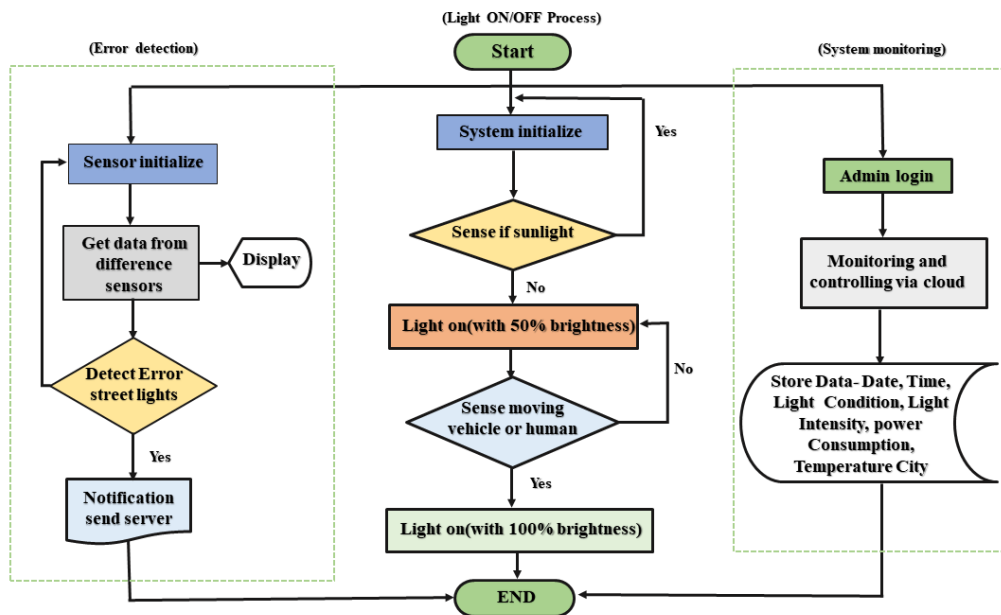 (Light ON/OFF Process)
(Error detection)
Start
(System monitoring)
Sensor initialize
Get data from
difference
sensors
Display
Detect Error
street lights
Yes
Notification
send server
System initialize
Yes
Sense if sunlight
No
Light on(with 50% brightness)
No
Sense moving
vehicle or human
Yes
Light on(with 100% brightness)
END
Admin login
Monitoring and
controlling via cloud
Store Data- Date, Time,
Light Condition, Light
Intensity, power
Consumption,
Temperature City